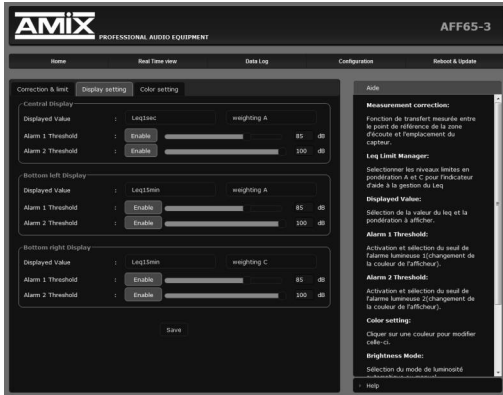 AMIX
PROFESSIONAL AUDIO EQUIPMENT
AFF65-3
Home
Real Time view
Data Log
Configuration
Reboot & Update
Correction & limit
Display setting
Color setting
Central Display
Displayed Value : Leq1sec weighting A
Alarm 1 Threshold : Enable 85 dB
Alarm 2 Threshold : Enable 100 dB
Bottom left Display
Displayed Value : Leq15min weighting A
Alarm 1 Threshold : Enable 85 dB
Alarm 2 Threshold : Enable 100 dB
Bottom right Display
Displayed Value : Leq15min weighting C
Alarm 1 Threshold : Enable 85 dB
Alarm 2 Threshold : Enable 100 dB
Save
Aide
Measurement correction:
Fonction de transfert mesurée entre
le point de référence de la zone
d'écoute et l'emplacement du
capteur.
Leq Limit Manager:
Selectionner les niveaux limites en
pondération A et C pour l'indicateur
d'aide à la gestion du Leq
Displayed Value:
Sélection de la valeur du leq et la
pondération à afficher.
Alarm 1 Threshold:
Activation et sélection du seuil de
l'alarme lumineuse 1(changement de
la couleur de l'afficheur).
Alarm 2 Threshold:
Activation et sélection du seuil de
l'alarme lumineuse 2(changement de
la couleur de l'afficheur).
Color setting:
Cliquer sur une couleur pour modifier
celle-ci.
Brightness Mode:
Sélection du mode de luminosité
Help